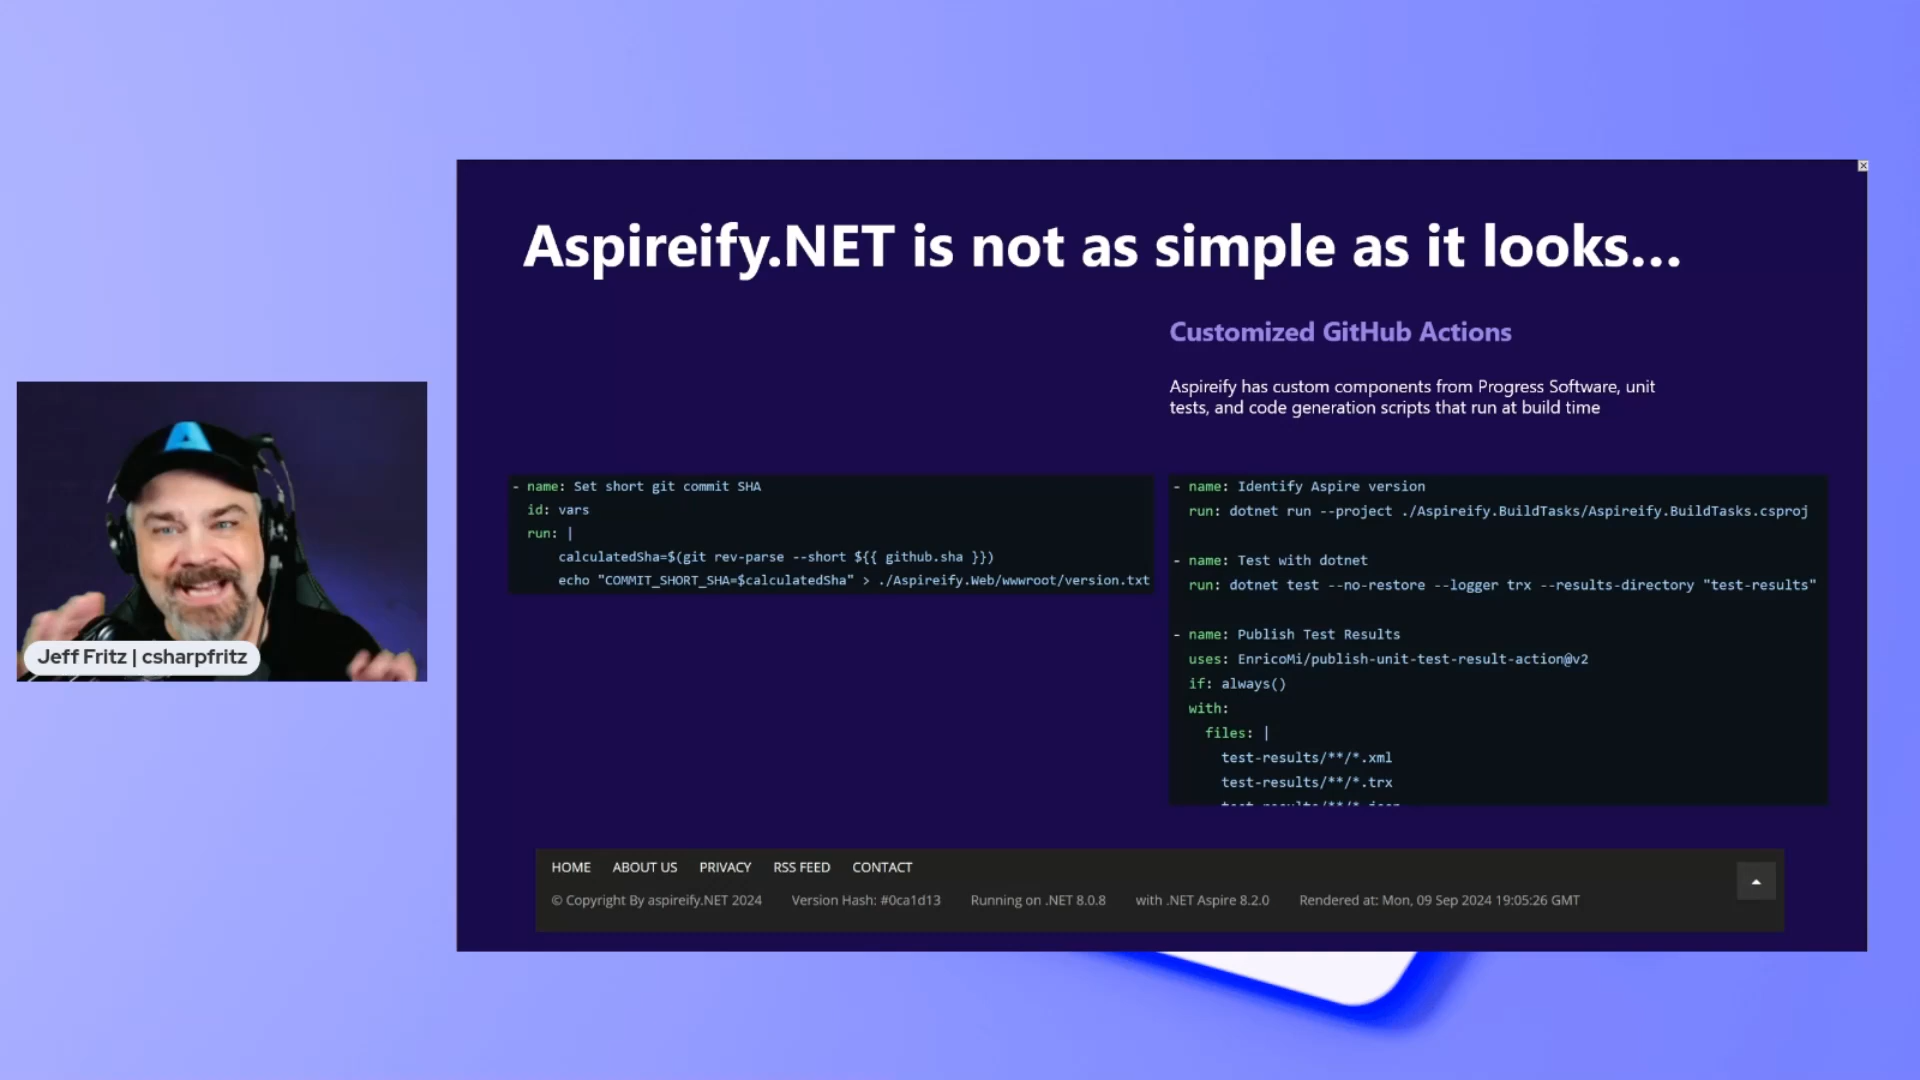 Aspireify.NET is not as simple as it looks...
Customized GitHub Actions
Aspireify has custom components from Progress Software, unit
tests, and code generation scripts that run at build time
- name: Set short git commit SHA
id: vars
run: |
calculatedSha=$(git rev-parse --short ${{ github.sha }})
echo "COMMIT_SHORT_SHA=$calculatedSha" > ./Aspireify.Web/wwwroot/version.txt
- name: Identify Aspire version
run: dotnet run --project ./Aspireify.BuildTasks/Aspireify.BuildTasks.csproj
- name: Test with dotnet
run: dotnet test --no-restore --logger trx --results-directory "test-results"
- name: Publish Test Results
uses: EnricoMi/publish-unit-test-result-action@v2
if: always()
with:
files: |
test-results/**/*.xml
test-results/**/*.trx
Jeff Fritz | csharpfritz
HOME ABOUT US PRIVACY RSS FEED CONTACT
© Copyright By aspireify.NET 2024 Version Hash: #0ca1d13 Running on .NET 8.0.8 with .NET Aspire 8.2.0 Rendered at: Mon, 09 Sep 2024 19:05:26 GMT